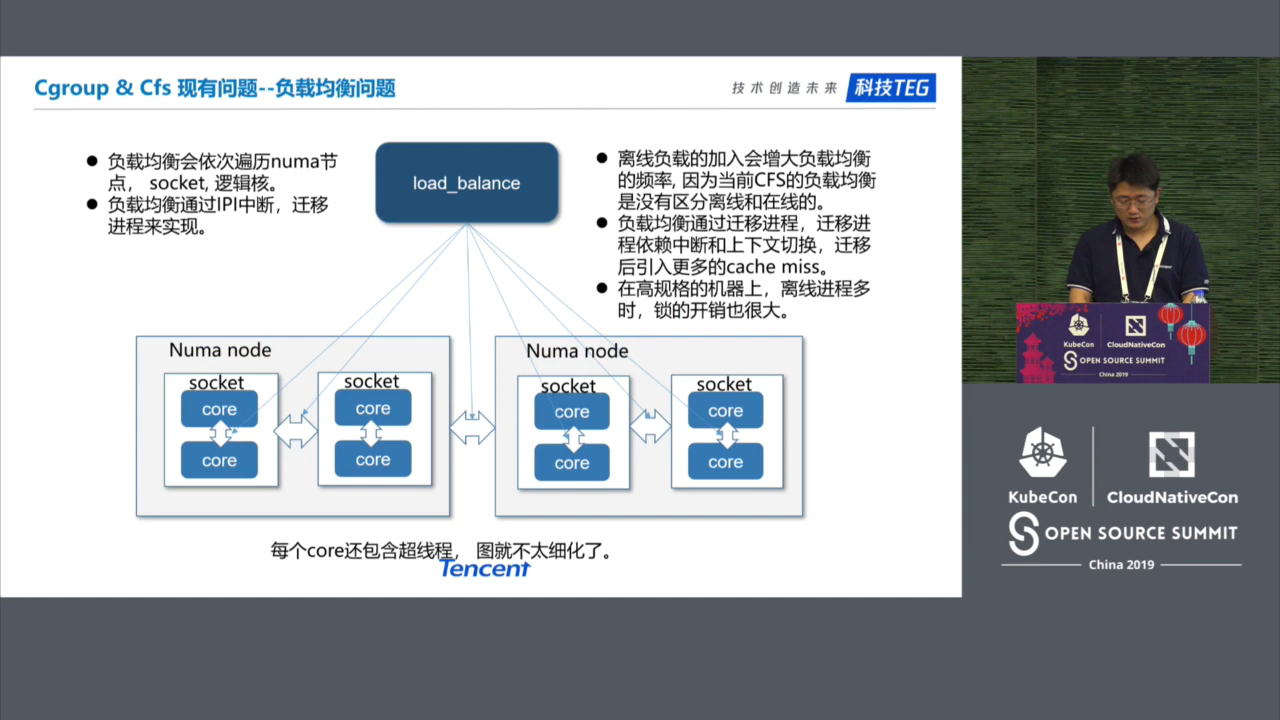 Cgroup & Cfs 现有问题--负载均衡问题
技术创造未来 科技TEG
负载均衡会依次遍历numa节
点， socket, 逻辑核。
负载均衡通过IPI中断，迁移
进程来实现。
load_balance
离线负载的加入会增大负载均衡
的频率, 因为当前CFS的负载均衡
是没有区分离线和在线的。
负载均衡通过迁移进程，迁移进
程依赖中断和上下文切换，迁移
后引入更多的cache miss。
在高规格的机器上，离线进程多
时，锁的开销也很大。
Numa node
socket
core
core
socket
core
core
Numa node
socket
core
core
socket
core
core
每个core还包含超线程， 图就不太细化了。
Tencent
KubeCon
CloudNativeCon
OPEN SOURCE SUMMIT
China 2019
KubeCon
CloudNativeCon
OPEN SOURCE SUMMIT
China 2019